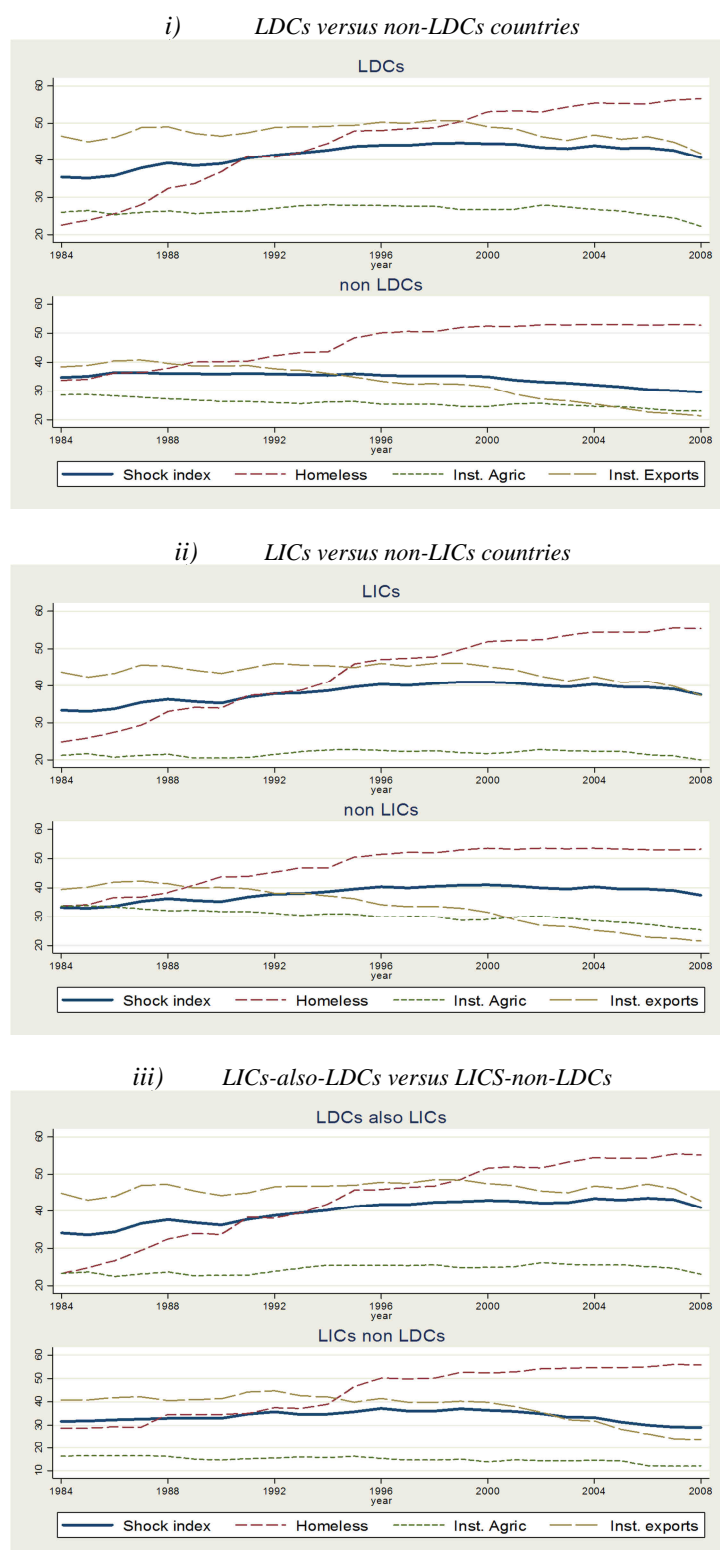 i) LDCs versus non-LDCs countries
LDCs
60
50
40
30
20
1984 1988 1992 1996 2000 2004 2008
year
non LDCs
60
50
40
30
20
1984 1988 1992 1996 2000 2004 2008
year
Shock index Homeless Inst. Agric Inst. Exports
ii) LICs versus non-LICs countries
LICs
60
50
40
30
20
1984 1988 1992 1996 2000 2004 2008
year
non LICs
60
50
40
30
20
1984 1988 1992 1996 2000 2004 2008
year
Shock index Homeless Inst. Agric Inst. exports
iii) LICs-also-LDCs versus LICS-non-LDCs
LDCs also LICs
60
50
40
30
20
1984 1988 1992 1996 2000 2004 2008
year
LICs non LDCs
60
50
40
30
20
10
1984 1988 1992 1996 2000 2004 2008
year
Shock index Homeless Inst. Agric Inst. exports